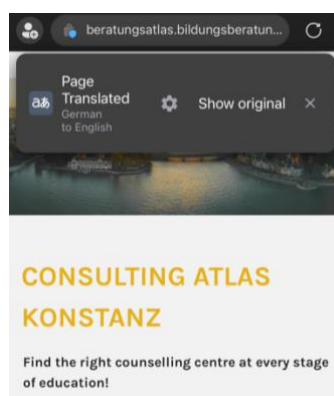 beratungsatlas.bildungsberatun...
Page
Translated
German
to English
Show original
CONSULTING ATLAS
KONSTANZ
Find the right counselling centre at every stage
of education!